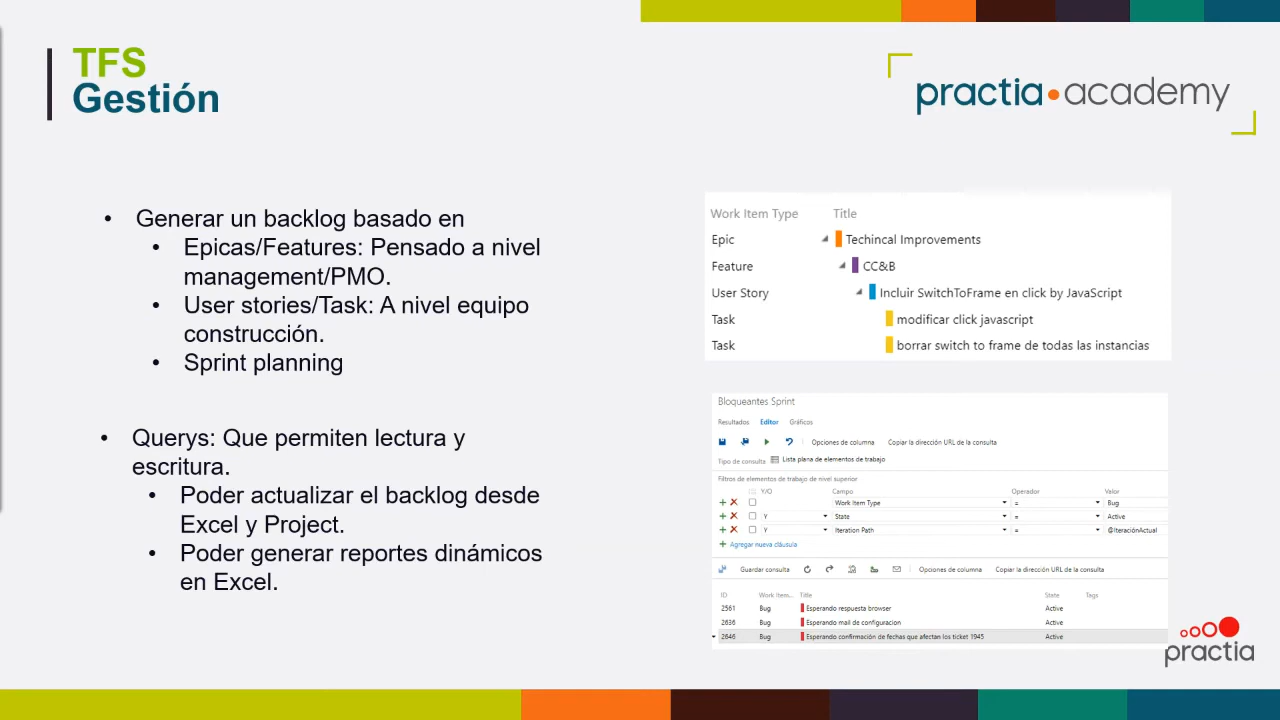 TFS
Gestión
practia academy
• Generar un backlog basado en
• Epicas/Features: Pensado a nivel
management/PMO.
• User stories/Task: A nivel equipo
construcción.
• Sprint planning
• Querys: Que permiten lectura y
escritura.
• Poder actualizar el backlog desde
Excel y Project.
• Poder generar reportes dinámicos
en Excel.
Work Item Type Title
Epic Techincal Improvements
Feature CC&B
User Story Incluir SwitchToFrame en click by JavaScript
Task modificar click javascript
Task borrar switch to frame de todas las instancias
Bloqueantes Sprint
Resultados Editor Gráficos
Opciones de columna Copiar la dirección URL de la consulta
Tipo de consulta Lista plana de elementos de trabajo
Filtros de elementos de trabajo de nivel superior
Y/O Campo Operador Valor
Work Item Type = Bug
Y State = Active
Y Iteration Path = @IteraciónActual
Agregar nueva cláusula
Guardar consulta Opciones de columna Copiar la dirección URL de la consulta
ID Work Item... Title State Tags
2561 Bug Esperando respuesta browser Active
2636 Bug Esperando mail de configuracion Active
2646 Bug Esperando confirmación de fechas que afectan los ticket 1945 Active
practia